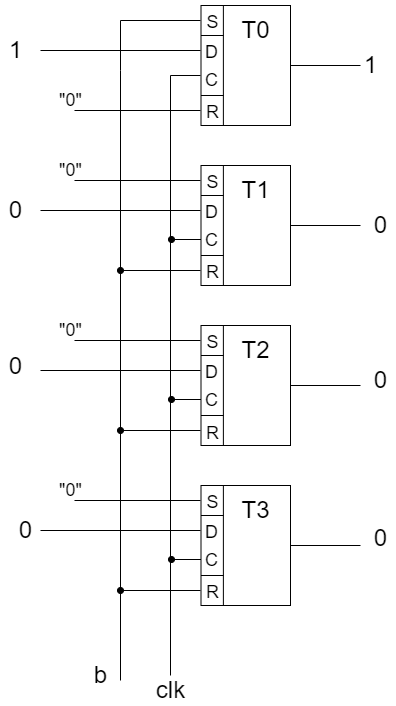 S T0
1 D 1
C
"0" R
"0" S T1
0 D 0
C
R
"0" S T2
0 D 0
C
R
"0" S T3
0 D 0
C
R
b clk